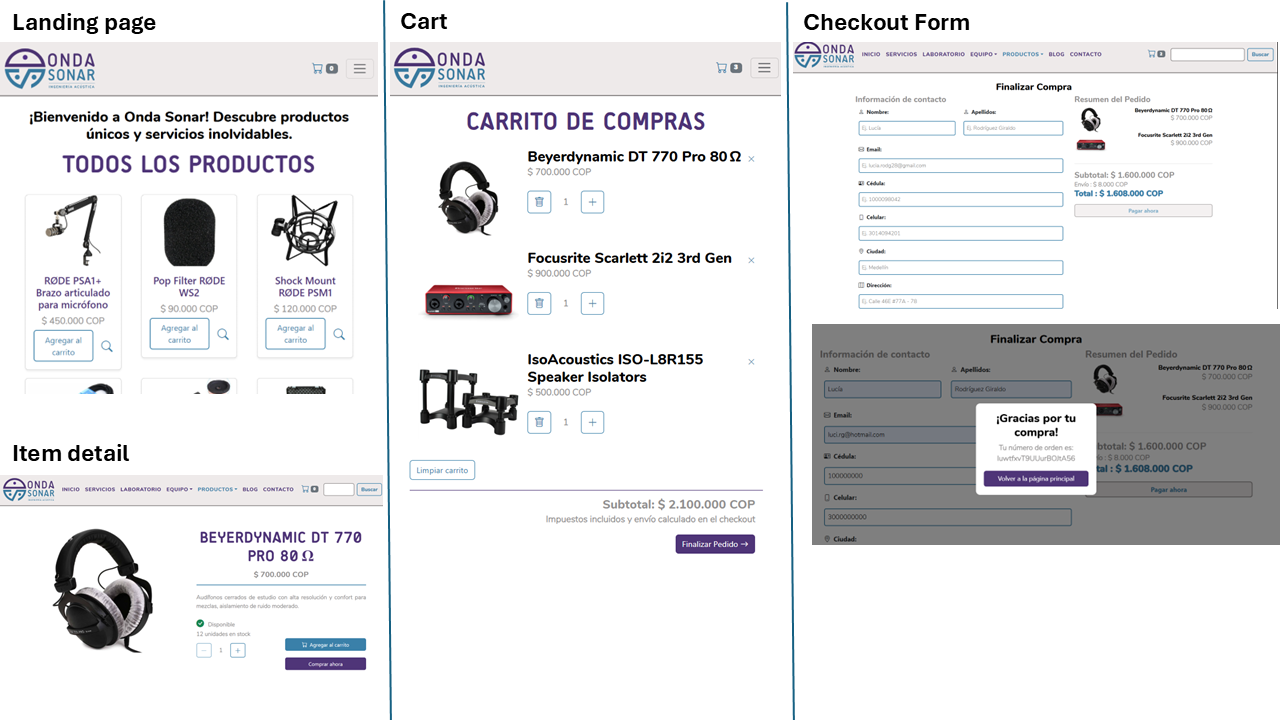 Landing page
ONDA
SONAR
INGENIERÍA ACÚSTICA
0
¡Bienvenido a Onda Sonar! Descubre productos
únicos y servicios inolvidables.
TODOS LOS PRODUCTOS
RØDE PSA1+
Brazo articulado
para micrófono
$ 450.000 COP
Agregar al
carrito
Pop Filter RØDE
WS2
$ 90.000 COP
Agregar al
carrito
Shock Mount
RØDE PSM1
$ 120.000 COP
Agregar al
carrito
Item detail
ONDA
SONAR
INGENIERÍA ACÚSTICA
INICIO SERVICIOS LABORATORIO EQUIPO PRODUCTOS BLOG CONTACTO
0
Buscar
BEYERDYNAMIC DT 770
PRO 80 Ω
$ 700.000 COP
Audífonos cerrados de estudio con alta resolución y confort para
mezclas, aislamiento de ruido moderado.
Disponible
12 unidades en stock
− 1 +
Agregar al carrito
Comprar ahora
Cart
ONDA
SONAR
INGENIERÍA ACÚSTICA
3
CARRITO DE COMPRAS
Beyerdynamic DT 770 Pro 80 Ω ×
$ 700.000 COP
1 +
Focusrite Scarlett 2i2 3rd Gen ×
$ 900.000 COP
1 +
IsoAcoustics ISO-L8R155 ×
Speaker Isolators
$ 500.000 COP
1 +
Limpiar carrito
Subtotal: $ 2.100.000 COP
Impuestos incluidos y envío calculado en el checkout
Finalizar Pedido →
Checkout Form
ONDA
SONAR
INGENIERÍA ACÚSTICA
INICIO SERVICIOS LABORATORIO EQUIPO PRODUCTOS BLOG CONTACTO
Buscar
Finalizar Compra
Información de contacto
Nombre:
Ej. Lucía
Apellidos:
Ej. Rodríguez Giraldo
Email:
Ej. lucia.rodg28@gmail.com
Cédula:
Ej. 1000098042
Celular:
Ej. 3014094201
Ciudad:
Ej. Medellín
Dirección:
Ej. Calle 46E #77A - 78
Resumen del Pedido
Beyerdynamic DT 770 Pro 80 Ω
$ 700.000 COP
Focusrite Scarlett 2i2 3rd Gen
$ 900.000 COP
Subtotal: $ 1.600.000 COP
Envío : $ 8.000 COP
Total : $ 1.608.000 COP
Pagar ahora
Finalizar Compra
Información de contacto
Nombre:
Lucía
Apellidos:
Rodríguez Giraldo
Email:
luci.rg@hotmail.com
Cédula:
100000000
Celular:
3000000000
Ciudad:
Resumen del Pedido
Beyerdynamic DT 770 Pro 80 Ω
$ 700.000 COP
Focusrite Scarlett 2i2 3rd Gen
$ 900.000 COP
btotal: $ 1.600.000 COP
: $ 8.000 COP
tal : $ 1.608.000 COP
Pagar ahora
¡Gracias por tu
compra!
Tu número de orden es:
Volver a la página principal